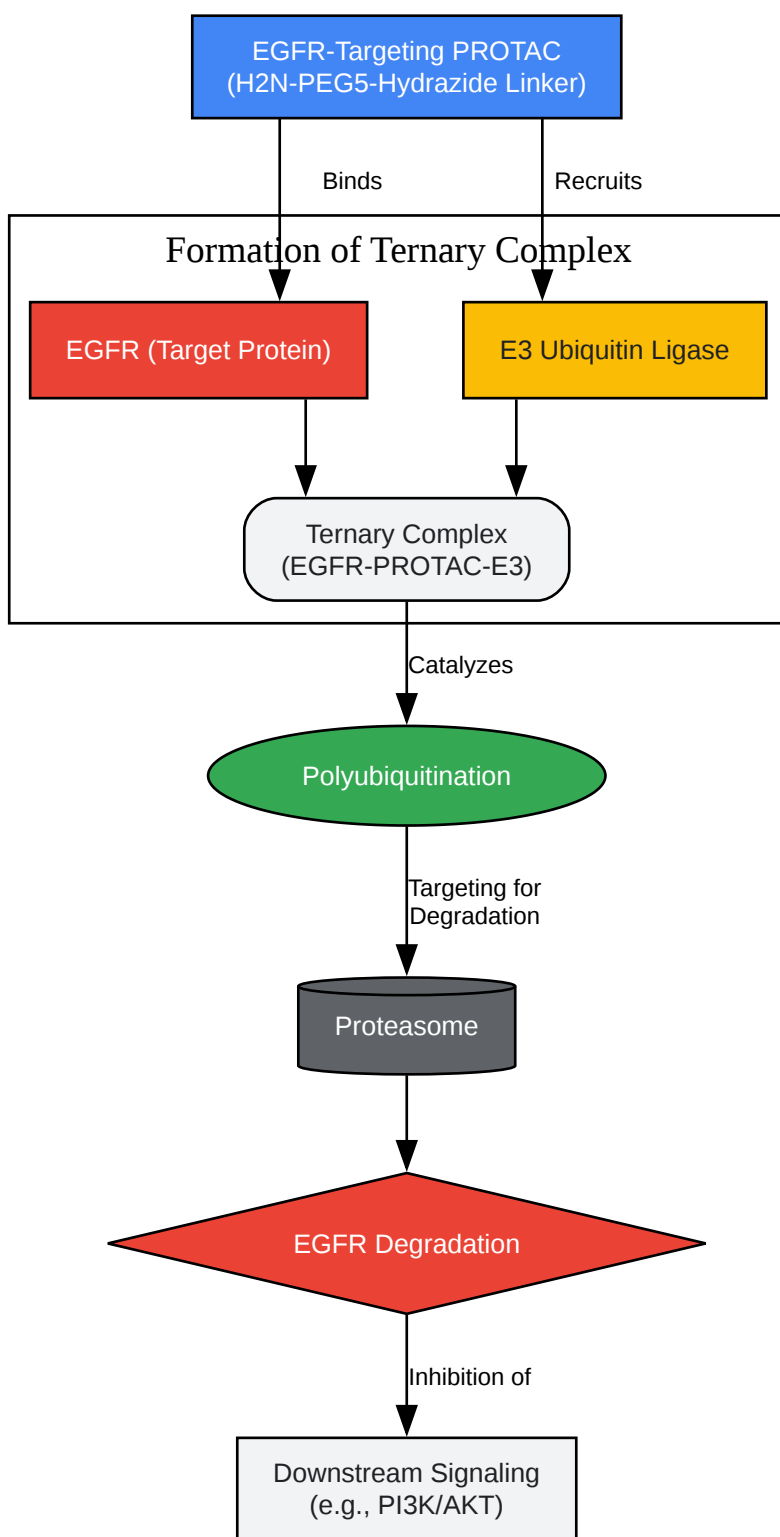 EGFR-Targeting PROTAC
(H2N-PEG5-Hydrazide Linker)
Binds
Recruits
Formation of Ternary Complex
EGFR (Target Protein)
E3 Ubiquitin Ligase
Ternary Complex
(EGFR-PROTAC-E3)
Catalyzes
Polyubiquitination
Targeting for
Degradation
Proteasome
EGFR Degradation
Inhibition of
Downstream Signaling
(e.g., PI3K/AKT)